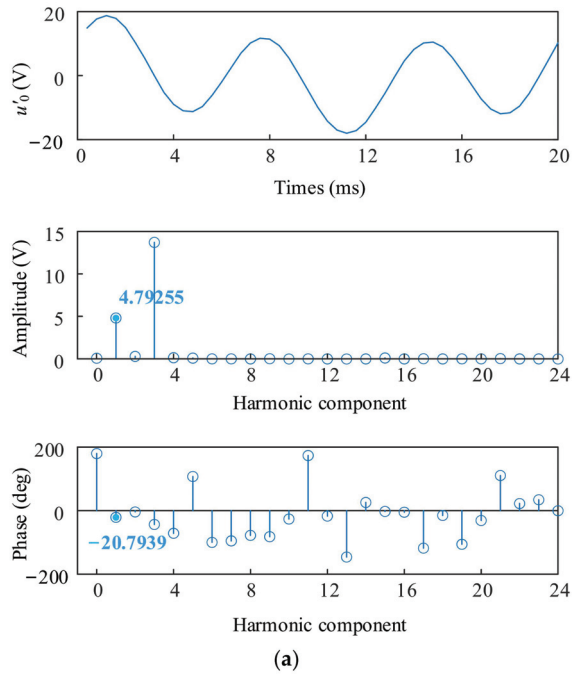 20
0
−20
u′0 (V)
0 4 8 12 16 20
Times (ms)
15
10
5
0
Amplitude (V)
4.79255
0 4 8 12 16 20 24
Harmonic component
200
0
−200
Phase (deg)
−20.7939
0 4 8 12 16 20 24
Harmonic component
(a)